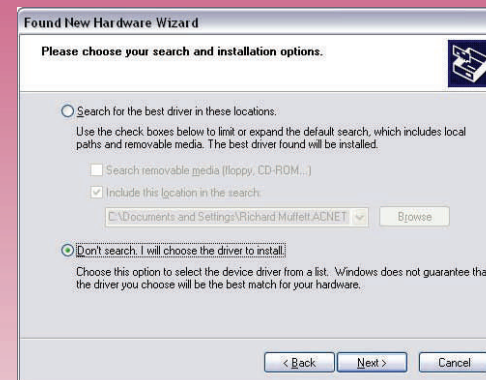 Found New Hardware Wizard
Please choose your search and installation options.
Search for the best driver in these locations.
Use the check boxes below to limit or expand the default search, which includes local
paths and removable media. The best driver found will be installed.
Search removable media (floppy, CD-ROM...)
Include this location in the search:
C:\Documents and Settings\Richard Muffett.ACNET
Browse
Don't search. I will choose the driver to install.
Choose this option to select the device driver from a list. Windows does not guarantee tha
the driver you choose will be the best match for your hardware.
< Back
Next >
Cancel